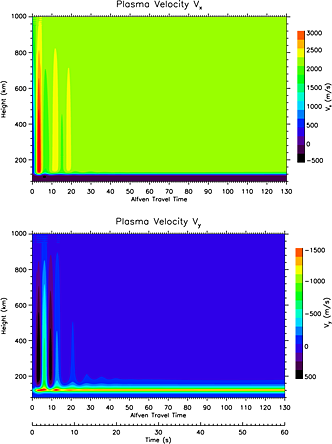 Plasma Velocity Vx
Height (km)
1000
800
600
400
200
0 10 20 30 40 50 60 70 80 90 100 110 120 130
Alfven Travel Time
3000
2500
2000
1500
1000
500
0
−500
Vx (m/s)
Plasma Velocity Vy
Height (km)
1000
800
600
400
200
0 10 20 30 40 50 60 70 80 90 100 110 120 130
Alfven Travel Time
−1500
−1000
−500
0
500
Vy (m/s)
0 10 20 30 40 50 60
Time (s)